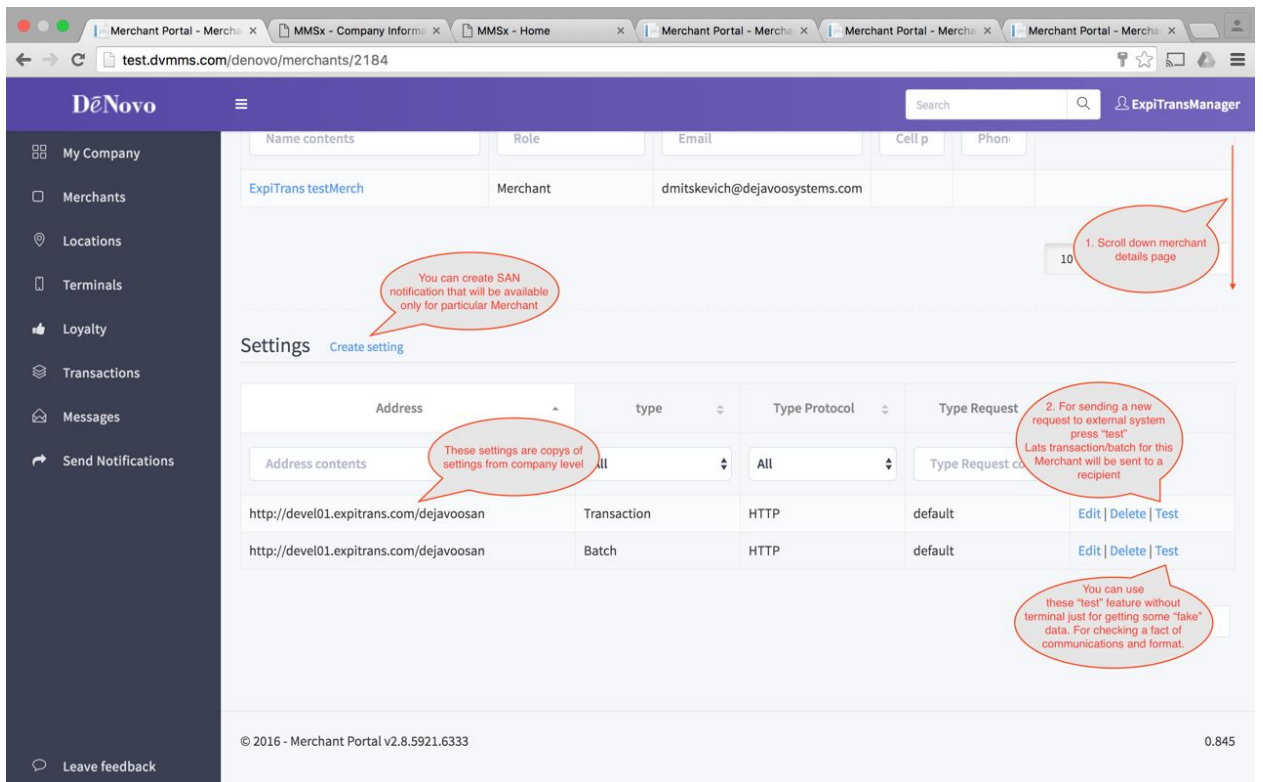 Merchant Portal - Mercha
MMSx - Company Informa
MMSx - Home
Merchant Portal - Mercha
Merchant Portal - Mercha
Merchant Portal - Mercha
test.dvmms.com/denovo/merchants/2184
DēNovo
Search
ExpiTransManager
My Company
Merchants
Locations
Terminals
Loyalty
Transactions
Messages
Send Notifications
Leave feedback
Name contents
Role
Email
Cell p
Phon
ExpiTrans testMerch
Merchant
dmitskevich@dejavoosystems.com
1. Scroll down merchant
details page
10
You can create SAN
notification that will be available
only for particular Merchant
Settings
Create setting
Address
type
Type Protocol
Type Request
2. For sending a new
request to external system
press “test”
Lats transaction/batch for this
Merchant will be sent to a
recipient
Address contents
These settings are copys of
settings from company level
All
All
Type Request co
http://devel01.expitrans.com/dejavoosan
Transaction
HTTP
default
Edit | Delete | Test
http://devel01.expitrans.com/dejavoosan
Batch
HTTP
default
Edit | Delete | Test
You can use
these “test” feature without
terminal just for getting some “fake”
data. For checking a fact of
communications and format.
© 2016 - Merchant Portal v2.8.5921.6333
0.845